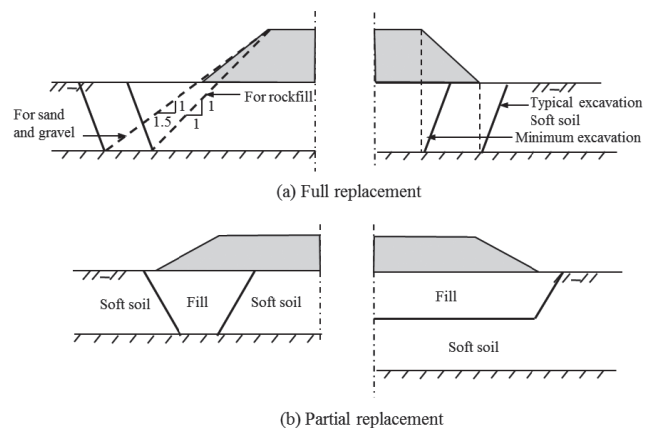 For sand
and gravel
1
1.5
1
1
For rockfill
Typical excavation
Soft soil
Minimum excavation
(a) Full replacement
Soft soil
Fill
Soft soil
Fill
Soft soil
(b) Partial replacement